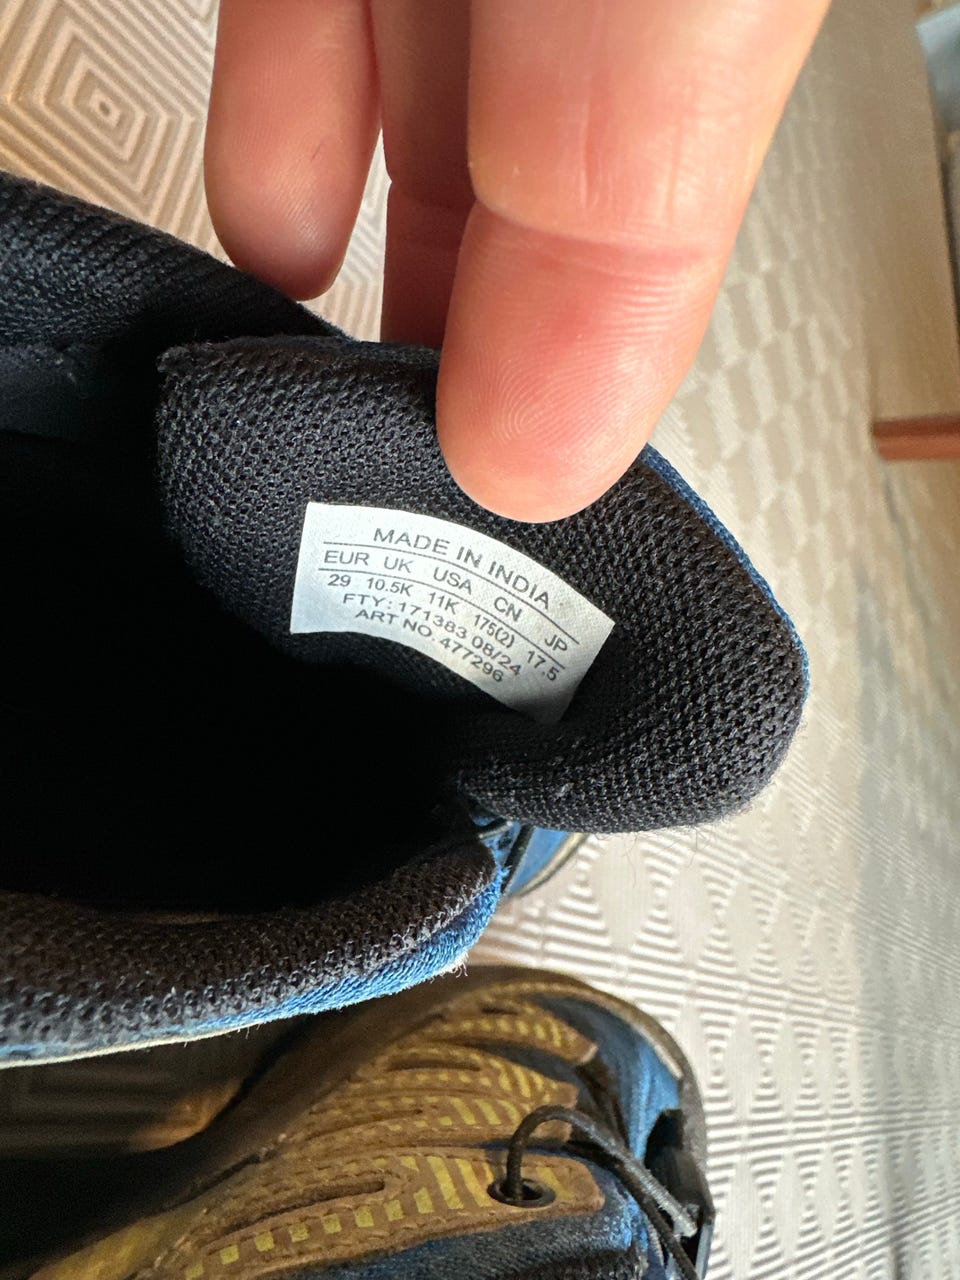 MADE IN INDIA
EUR UK USA CN JP
29 10.5K 11K 175(2) 17.5
FTY: 171383 08/24
ART NO. 477296